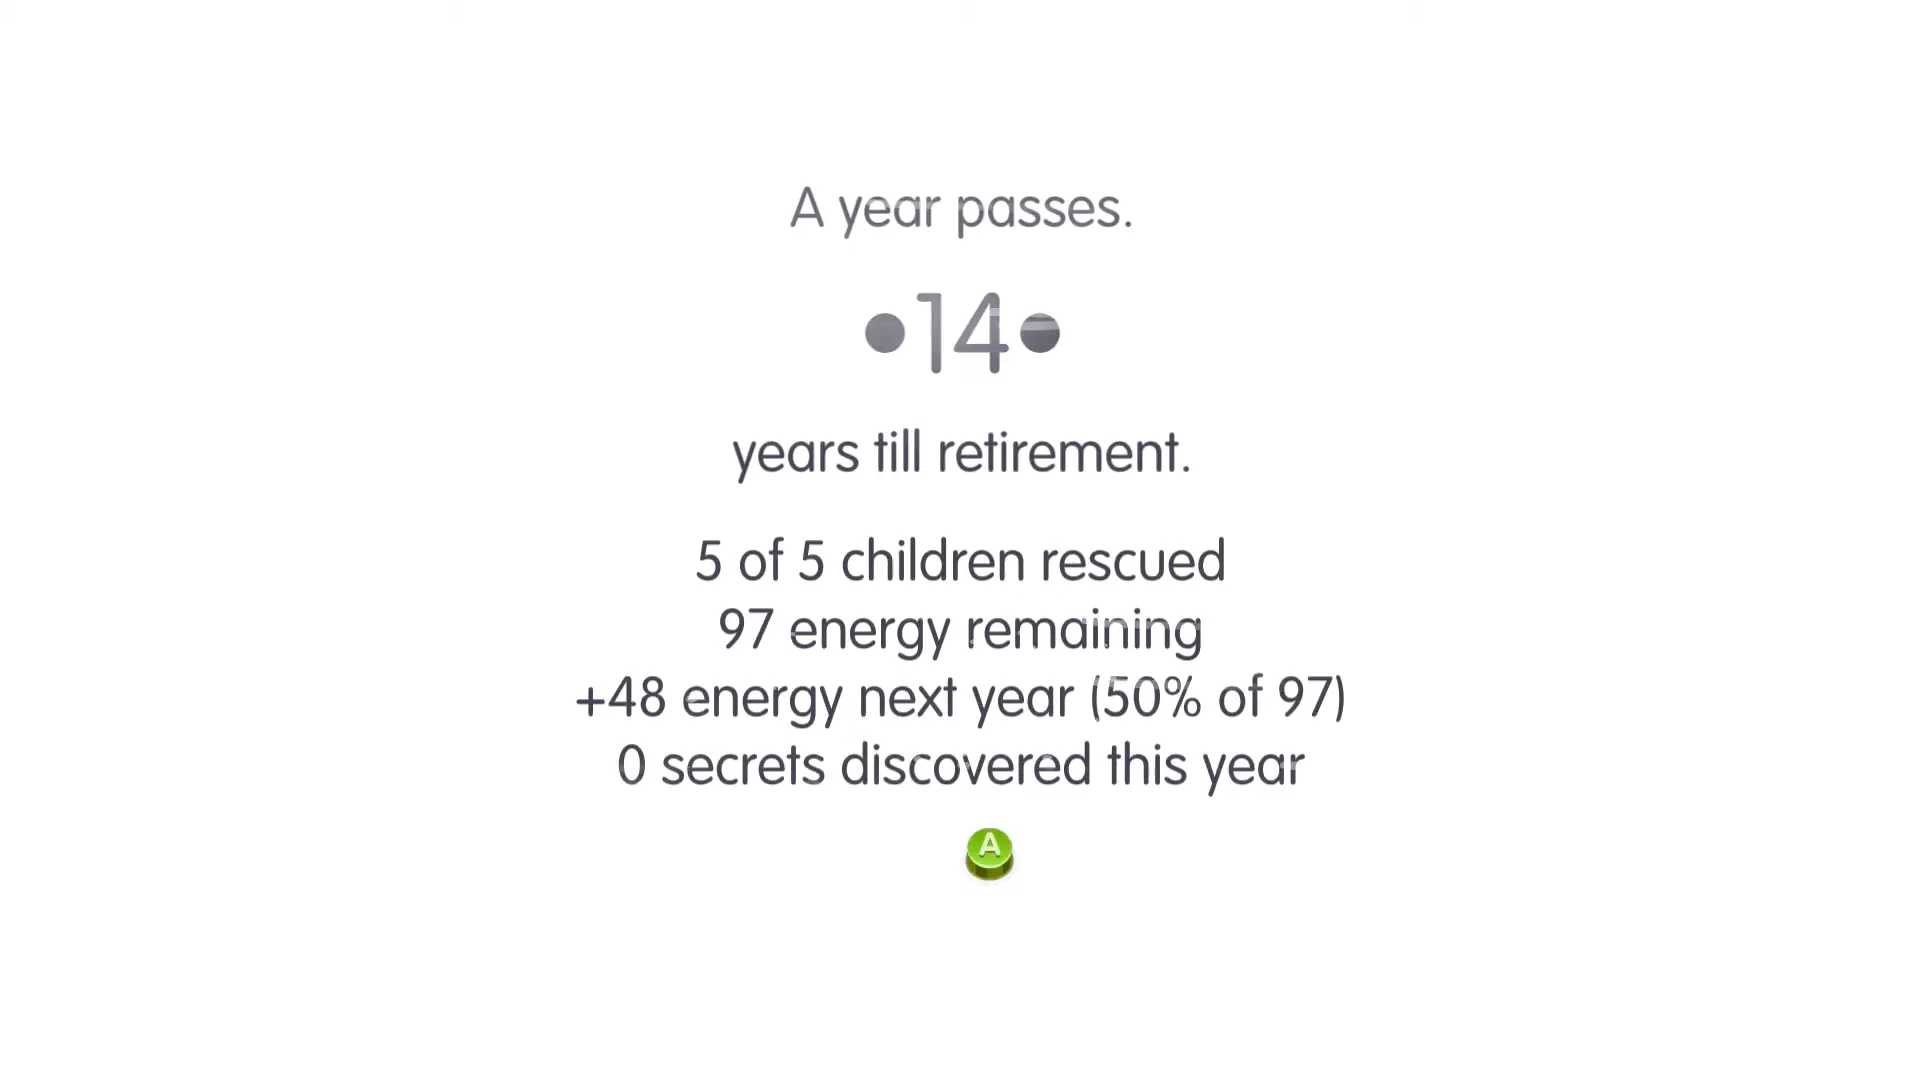 A year passes.
•14•
years till retirement.
5 of 5 children rescued
97 energy remaining
+48 energy next year (50% of 97)
0 secrets discovered this year
A